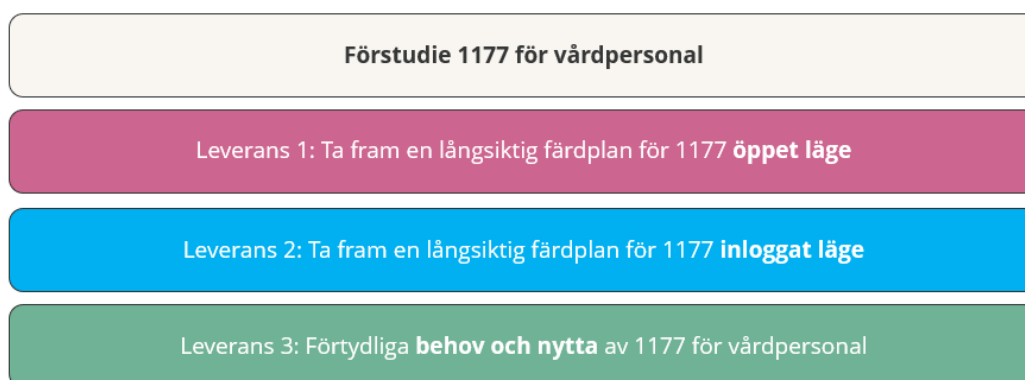 Förstudie 1177 för vårdpersonal
Leverans 1: Ta fram en långsiktig färdplan för 1177 öppet läge
Leverans 2: Ta fram en långsiktig färdplan för 1177 inloggat läge
Leverans 3: Förtydliga behov och nytta av 1177 för vårdpersonal